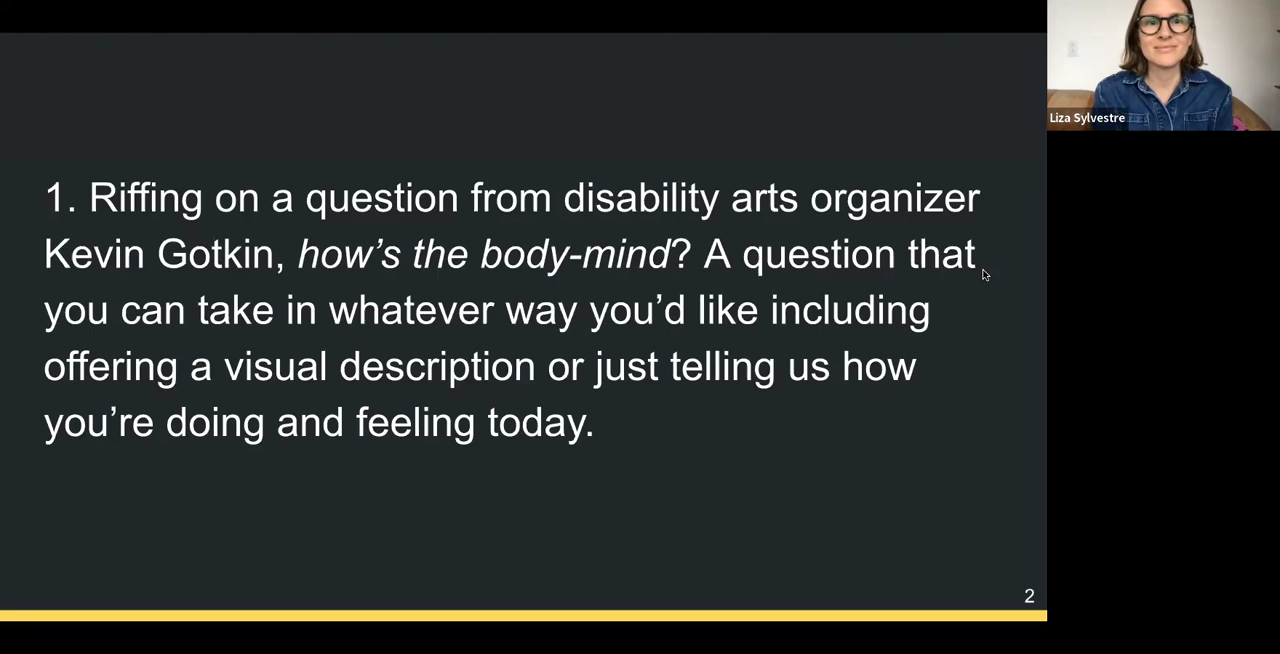 1. Riffing on a question from disability arts organizer
Kevin Gotkin, how’s the body-mind? A question that
you can take in whatever way you’d like including
offering a visual description or just telling us how
you’re doing and feeling today.
2
Liza Sylvestre